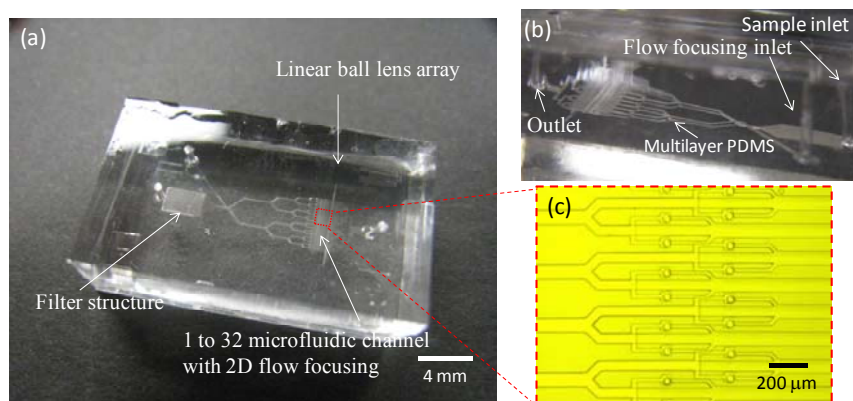 (a)
Linear ball lens array
Filter structure
1 to 32 microfluidic channel
with 2D flow focusing
4 mm
(b)
Sample inlet
Flow focusing inlet
Outlet
Multilayer PDMS
(c)
200 μm